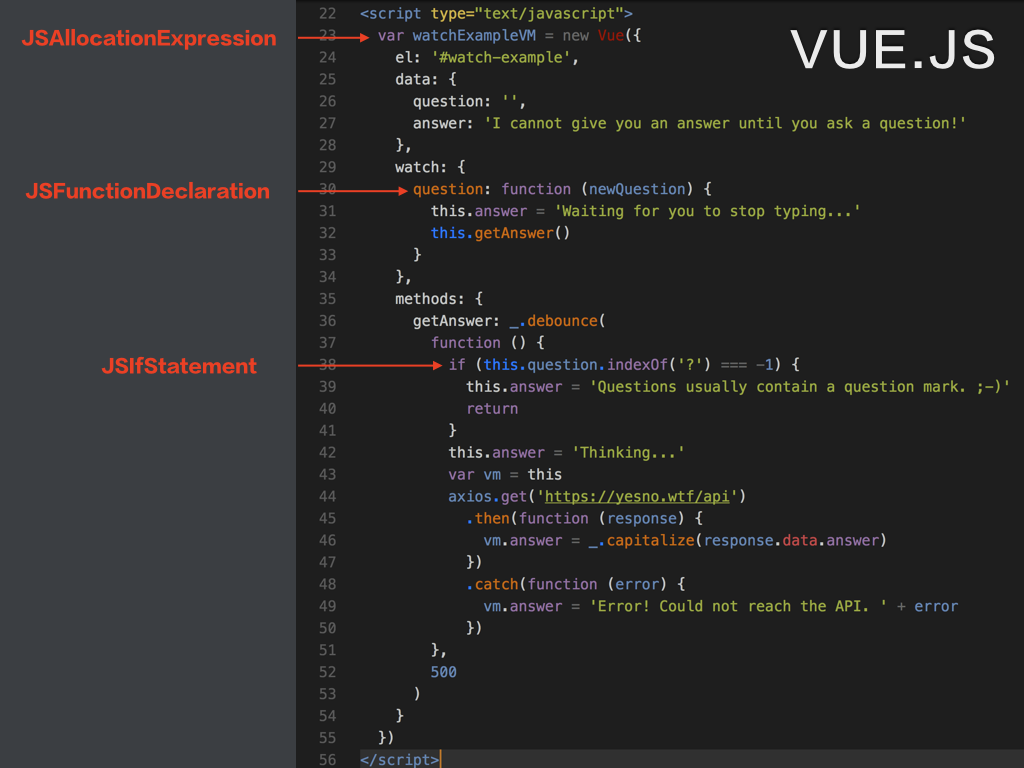 VUE.JS
JSAllocationExpression
JSFunctionDeclaration
JSIfStatement
22 <script type="text/javascript">
23 var watchExampleVM = new Vue({
24 el: '#watch-example',
25 data: {
26 question: '',
27 answer: 'I cannot give you an answer until you ask a question!'
28 },
29 watch: {
30 question: function (newQuestion) {
31 this.answer = 'Waiting for you to stop typing...'
32 this.getAnswer()
33 }
34 },
35 methods: {
36 getAnswer: _.debounce(
37 function () {
38 if (this.question.indexOf('?') === -1) {
39 this.answer = 'Questions usually contain a question mark. ;-)'
40 return
41 }
42 this.answer = 'Thinking...'
43 var vm = this
44 axios.get('https://yesno.wtf/api')
45 .then(function (response) {
46 vm.answer = _.capitalize(response.data.answer)
47 })
48 .catch(function (error) {
49 vm.answer = 'Error! Could not reach the API. ' + error
50 })
51 },
52 500
53 )
54 }
55 })
56 </script>